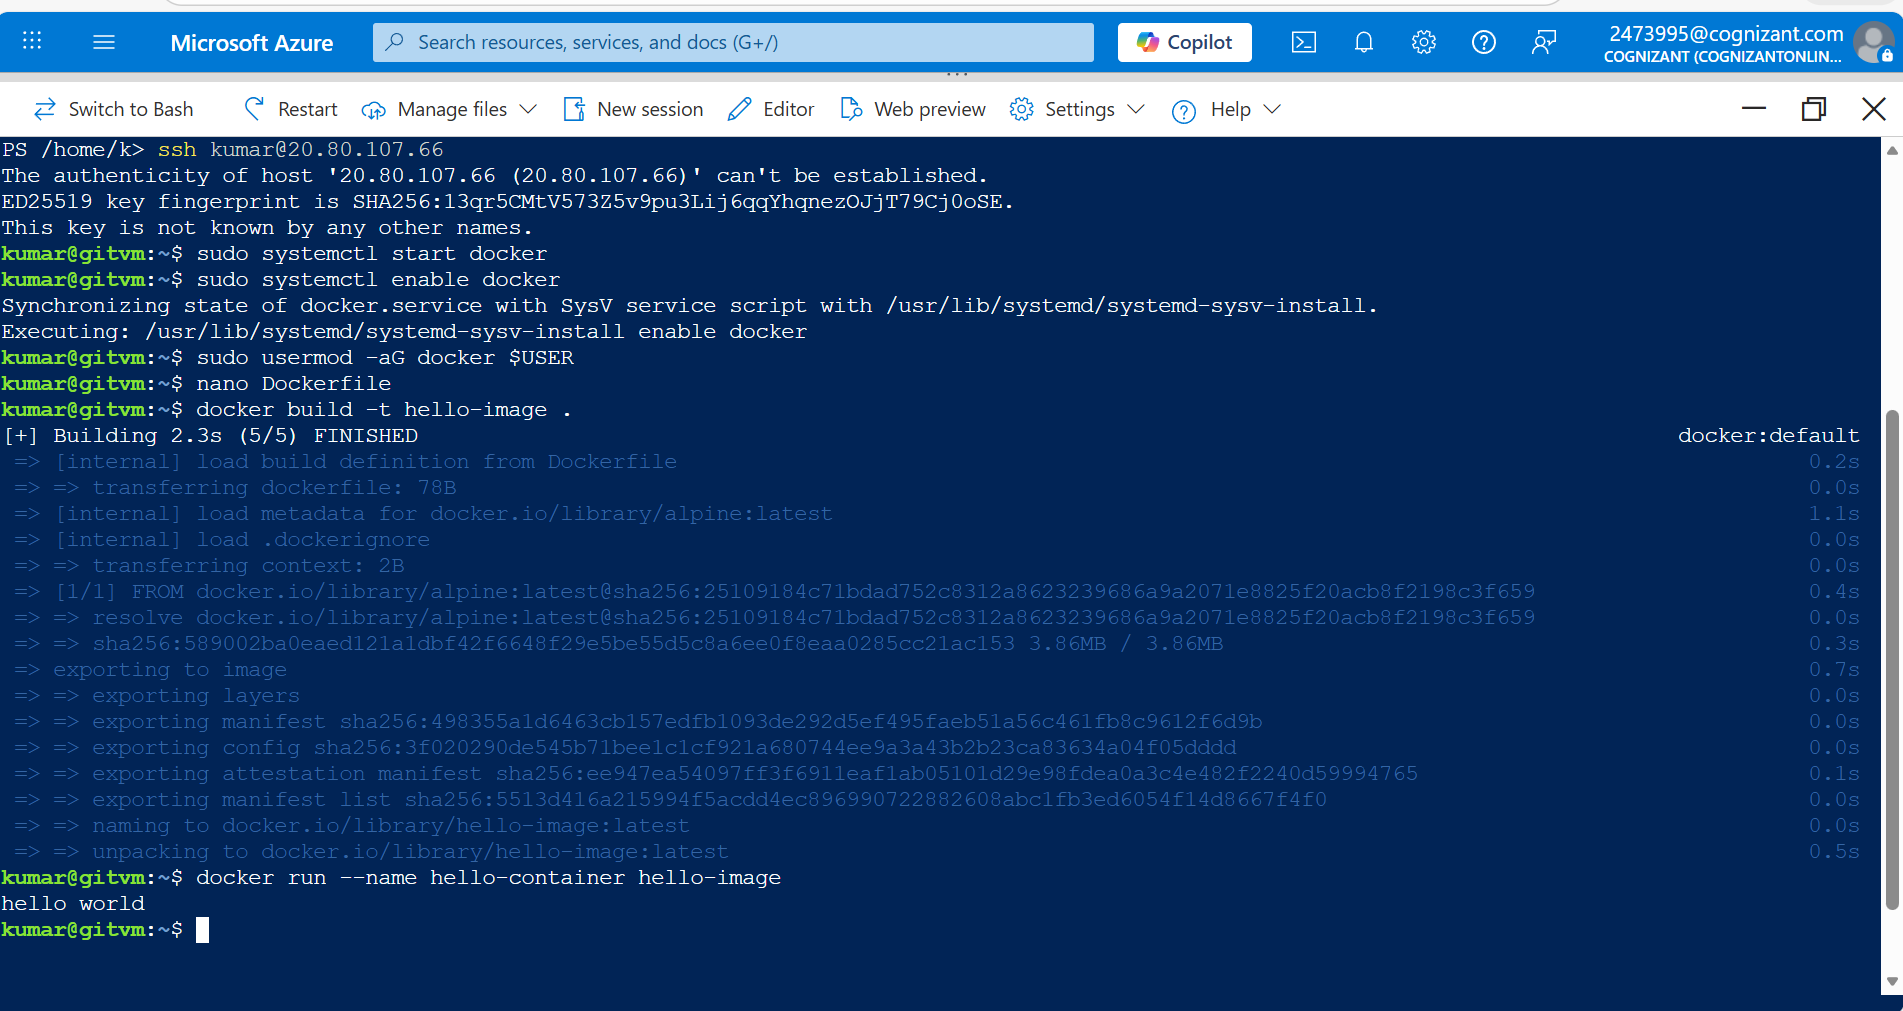 Microsoft Azure
Search resources, services, and docs (G+/)
Copilot
2473995@cognizant.com
COGNIZANT (COGNIZANTONLIN...
Switch to Bash
Restart
Manage files
New session
Editor
Web preview
Settings
Help
PS /home/k> ssh kumar@20.80.107.66
The authenticity of host '20.80.107.66 (20.80.107.66)' can't be established.
ED25519 key fingerprint is SHA256:13qr5CMtV573Z5v9pu3Lij6qqYhqnezOJjT79Cj0oSE.
This key is not known by any other names.
kumar@gitvm:~$ sudo systemctl start docker
kumar@gitvm:~$ sudo systemctl enable docker
Synchronizing state of docker.service with SysV service script with /usr/lib/systemd/systemd-sysv-install.
Executing: /usr/lib/systemd/systemd-sysv-install enable docker
kumar@gitvm:~$ sudo usermod -aG docker $USER
kumar@gitvm:~$ nano Dockerfile
kumar@gitvm:~$ docker build -t hello-image .
[+] Building 2.3s (5/5) FINISHED docker:default
=> [internal] load build definition from Dockerfile 0.2s
=> => transferring dockerfile: 78B 0.0s
=> [internal] load metadata for docker.io/library/alpine:latest 1.1s
=> [internal] load .dockerignore 0.0s
=> => transferring context: 2B 0.0s
=> [1/1] FROM docker.io/library/alpine:latest@sha256:25109184c71bdad752c8312a8623239686a9a2071e8825f20acb8f2198c3f659 0.4s
=> => resolve docker.io/library/alpine:latest@sha256:25109184c71bdad752c8312a8623239686a9a2071e8825f20acb8f2198c3f659 0.0s
=> => sha256:589002ba0eaed121a1dbf42f6648f29e5be55d5c8a6ee0f8eaa0285cc21ac153 3.86MB / 3.86MB 0.3s
=> exporting to image 0.7s
=> => exporting layers 0.0s
=> => exporting manifest sha256:498355a1d6463cb157edfb1093de292d5ef495faeb51a56c461fb8c9612f6d9b 0.0s
=> => exporting config sha256:3f020290de545b71bee1c1cf921a680744ee9a3a43b2b23ca83634a04f05dddd 0.0s
=> => exporting attestation manifest sha256:ee947ea54097ff3f6911eaf1ab05101d29e98fdea0a3c4e482f2240d59994765 0.1s
=> => exporting manifest list sha256:5513d416a215994f5acdd4ec896990722882608abc1fb3ed6054f14d8667f4f0 0.0s
=> => naming to docker.io/library/hello-image:latest 0.0s
=> => unpacking to docker.io/library/hello-image:latest 0.5s
kumar@gitvm:~$ docker run --name hello-container hello-image
hello world
kumar@gitvm:~$